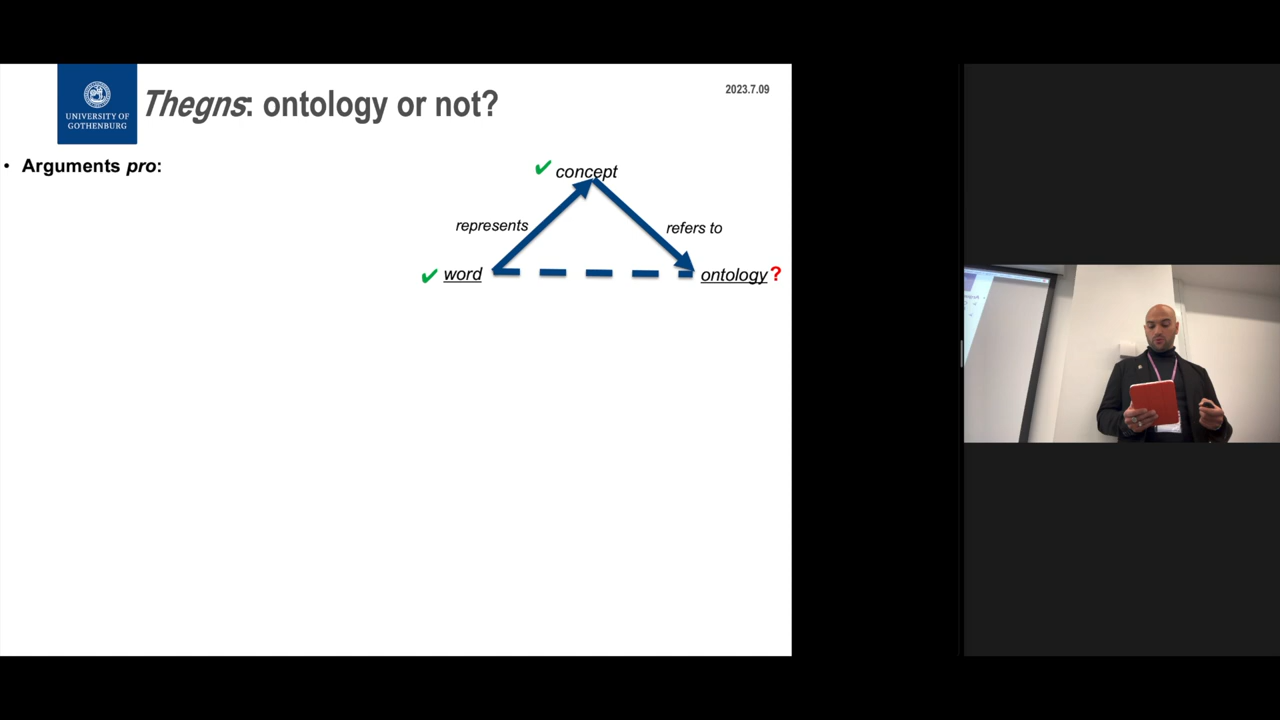 UNIVERSITY OF
GOTHENBURG
Thegns: ontology or not?
2023.7.09
• Arguments pro:
✔ concept
represents
refers to
✔ word
ontology ?